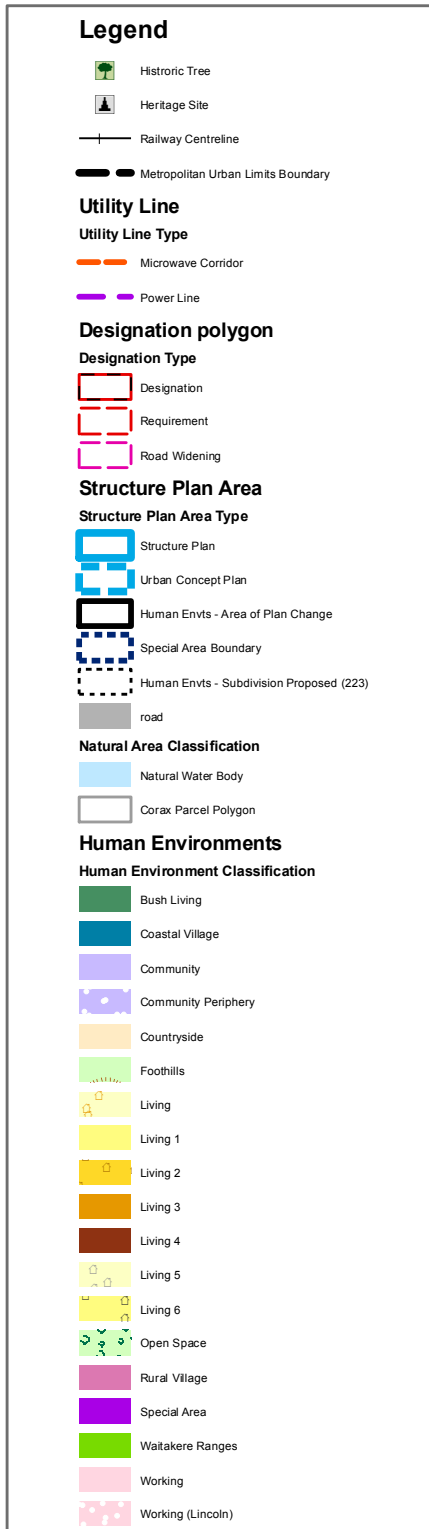 Legend
Histroric Tree
Heritage Site
Railway Centreline
Metropolitan Urban Limits Boundary
Utility Line
Utility Line Type
Microwave Corridor
Power Line
Designation polygon
Designation Type
Designation
Requirement
Road Widening
Structure Plan Area
Structure Plan Area Type
Structure Plan
Urban Concept Plan
Human Envts - Area of Plan Change
Special Area Boundary
Human Envts - Subdivision Proposed (223)
road
Natural Area Classification
Natural Water Body
Corax Parcel Polygon
Human Environments
Human Environment Classification
Bush Living
Coastal Village
Community
Community Periphery
Countryside
Foothills
Living
Living 1
Living 2
Living 3
Living 4
Living 5
Living 6
Open Space
Rural Village
Special Area
Waitakere Ranges
Working
Working (Lincoln)